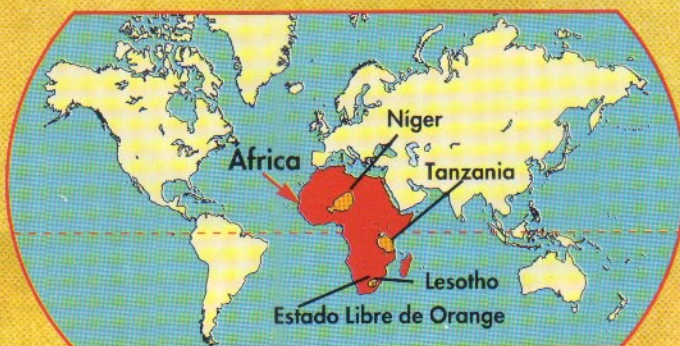 Níger
África
Tanzania
Lesotho
Estado Libre de Orange